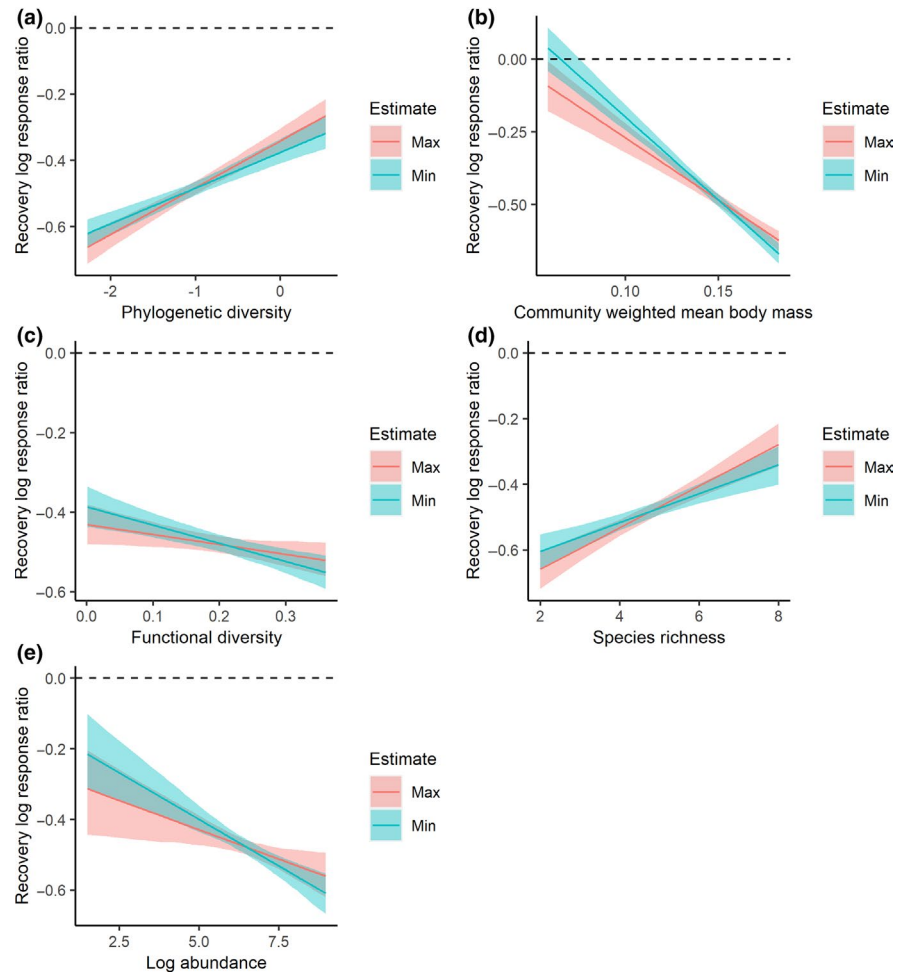 (a)
0.0
−0.2
−0.4
−0.6
Recovery log response ratio
-2
-1
0
Phylogenetic diversity
Estimate
Max
Min
(b)
0.00
−0.25
−0.50
Recovery log response ratio
0.10
0.15
Community weighted mean body mass
Estimate
Max
Min
(c)
0.0
−0.2
−0.4
−0.6
Recovery log response ratio
0.0
0.1
0.2
0.3
Functional diversity
Estimate
Max
Min
(d)
0.0
−0.2
−0.4
−0.6
Recovery log response ratio
2
4
6
8
Species richness
Estimate
Max
Min
(e)
0.0
−0.2
−0.4
−0.6
Recovery log response ratio
2.5
5.0
7.5
Log abundance
Estimate
Max
Min